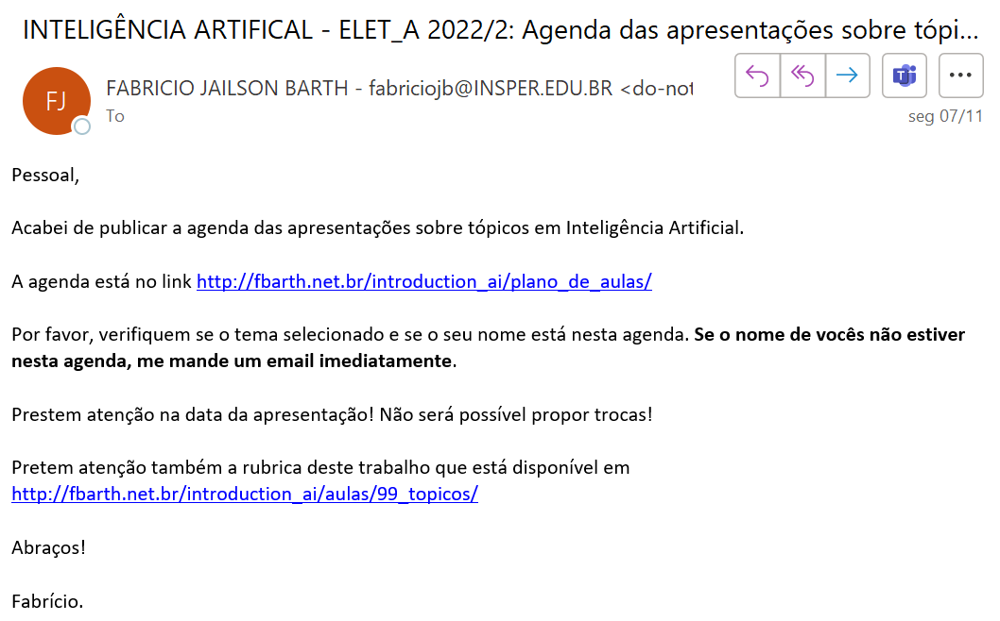 INTELIGÊNCIA ARTIFICAL - ELET_A 2022/2: Agenda das apresentações sobre tópi...
FJ
FABRICIO JAILSON BARTH - fabriciojb@INSPER.EDU.BR <do-not
To
seg 07/11
Pessoal,
Acabei de publicar a agenda das apresentações sobre tópicos em Inteligência Artificial.
A agenda está no link http://fbarth.net.br/introduction_ai/plano_de_aulas/
Por favor, verifiquem se o tema selecionado e se o seu nome está nesta agenda. Se o nome de vocês não estiver
nesta agenda, me mande um email imediatamente.
Prestem atenção na data da apresentação! Não será possível propor trocas!
Pretem atenção também a rubrica deste trabalho que está disponível em
http://fbarth.net.br/introduction_ai/aulas/99_topicos/
Abraços!
Fabrício.